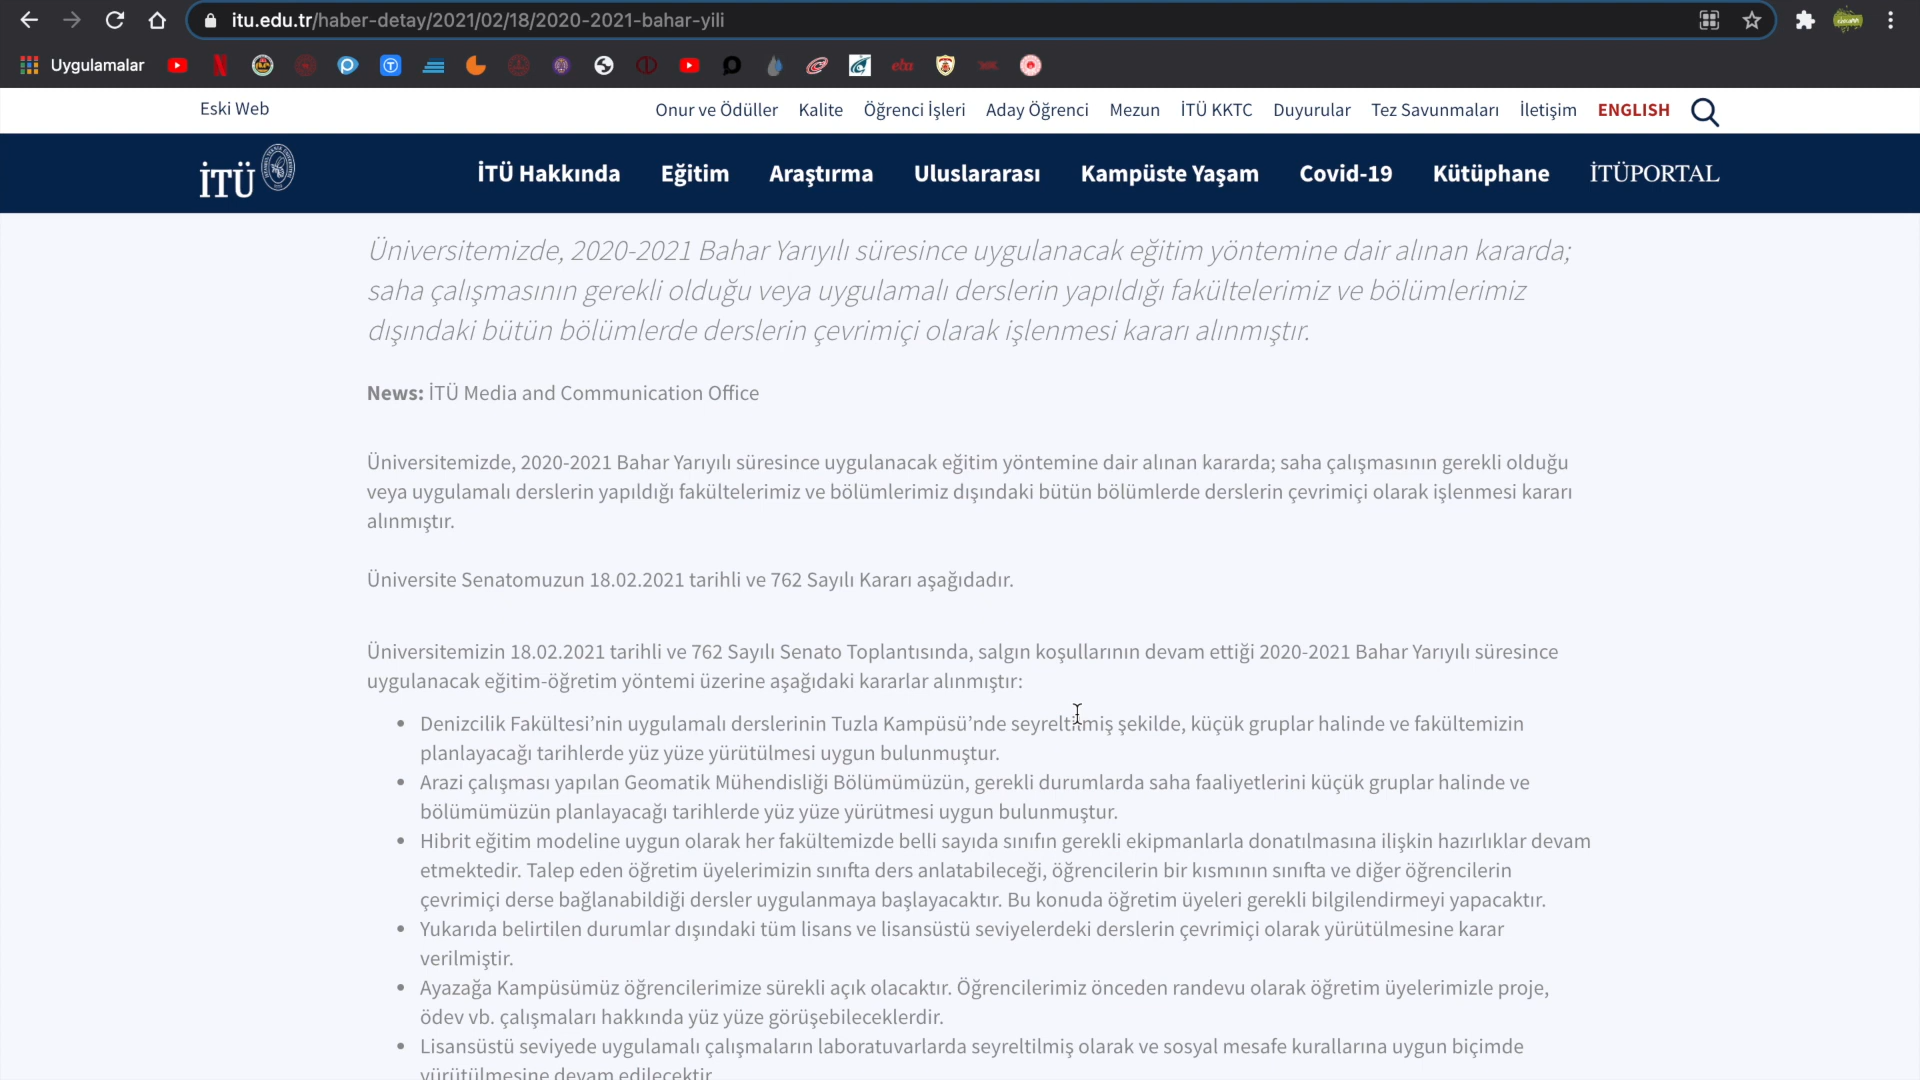 itu.edu.tr/haber-detay/2021/02/18/2020-2021-bahar-yili
Uygulamalar
Eski Web
Onur ve Ödüller Kalite Öğrenci İşleri Aday Öğrenci Mezun İTÜ KKTC Duyurular Tez Savunmaları İletişim ENGLISH
İTÜ
İTÜ Hakkında Eğitim Araştırma Uluslararası Kampüste Yaşam Covid-19 Kütüphane İTÜPORTAL
Üniversitemizde, 2020-2021 Bahar Yarıyılı süresince uygulanacak eğitim yöntemine dair alınan kararda;
saha çalışmasının gerekli olduğu veya uygulamalı derslerin yapıldığı fakültelerimiz ve bölümlerimiz
dışındaki bütün bölümlerde derslerin çevrimiçi olarak işlenmesi kararı alınmıştır.
News: İTÜ Media and Communication Office
Üniversitemizde, 2020-2021 Bahar Yarıyılı süresince uygulanacak eğitim yöntemine dair alınan kararda; saha çalışmasının gerekli olduğu
veya uygulamalı derslerin yapıldığı fakültelerimiz ve bölümlerimiz dışındaki bütün bölümlerde derslerin çevrimiçi olarak işlenmesi kararı
alınmıştır.
Üniversite Senatomuzun 18.02.2021 tarihli ve 762 Sayılı Kararı aşağıdadır.
Üniversitemizin 18.02.2021 tarihli ve 762 Sayılı Senato Toplantısında, salgın koşullarının devam ettiği 2020-2021 Bahar Yarıyılı süresince
uygulanacak eğitim-öğretim yöntemi üzerine aşağıdaki kararlar alınmıştır:
• Denizcilik Fakültesi’nin uygulamalı derslerinin Tuzla Kampüsü’nde seyreltilmiş şekilde, küçük gruplar halinde ve fakültemizin
planlayacağı tarihlerde yüz yüze yürütülmesi uygun bulunmuştur.
• Arazi çalışması yapılan Geomatik Mühendisliği Bölümümüzün, gerekli durumlarda saha faaliyetlerini küçük gruplar halinde ve
bölümümüzün planlayacağı tarihlerde yüz yüze yürütmesi uygun bulunmuştur.
• Hibrit eğitim modeline uygun olarak her fakültemizde belli sayıda sınıfın gerekli ekipmanlarla donatılmasına ilişkin hazırlıklar devam
etmektedir. Talep eden öğretim üyelerimizin sınıfta ders anlatabileceği, öğrencilerin bir kısmının sınıfta ve diğer öğrencilerin
çevrimiçi derse bağlanabildiği dersler uygulanmaya başlayacaktır. Bu konuda öğretim üyeleri gerekli bilgilendirmeyi yapacaktır.
• Yukarıda belirtilen durumlar dışındaki tüm lisans ve lisansüstü seviyelerdeki derslerin çevrimiçi olarak yürütülmesine karar
verilmiştir.
• Ayazağa Kampüsümüz öğrencilerimize sürekli açık olacaktır. Öğrencilerimiz önceden randevu olarak öğretim üyelerimizle proje,
ödev vb. çalışmaları hakkında yüz yüze görüşebileceklerdir.
• Lisansüstü seviyede uygulamalı çalışmaların laboratuvarlarda seyreltilmiş olarak ve sosyal mesafe kurallarına uygun biçimde
yürütülmesine devam edilecektir